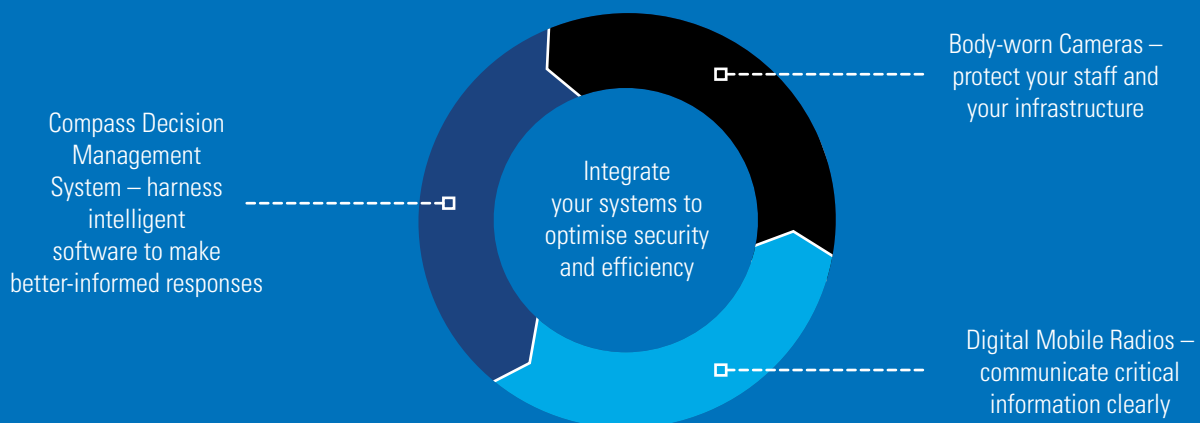 Compass Decision
Management
System – harness
intelligent
software to make
better-informed responses
Integrate
your systems to
optimise security
and efficiency
Body-worn Cameras –
protect your staff and
your infrastructure
Digital Mobile Radios –
communicate critical
information clearly